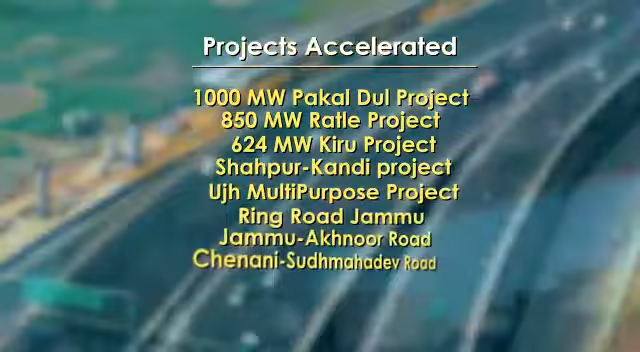 Projects Accelerated
1000 MW Pakal Dul Project
850 MW Ratle Project
624 MW Kiru Project
Shahpur-Kandi project
Ujh MultiPurpose Project
Ring Road Jammu
Jammu-Akhnoor Road
Chenani-Sudhmahadev Road